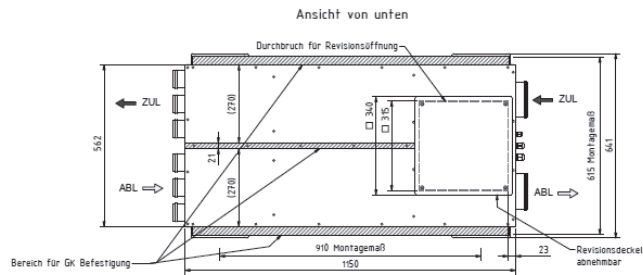 Ansicht von unten
Durchbruch für Revisionsöffnung
ZUL
ZUL
(270)
□ 340
□ 315
562
21
615 Montagemaß
641
ABL
(270)
ABL
Bereich für GK Befestigung
910 Montagemaß
23
Revisionsdeckel
abnehmbar
1150